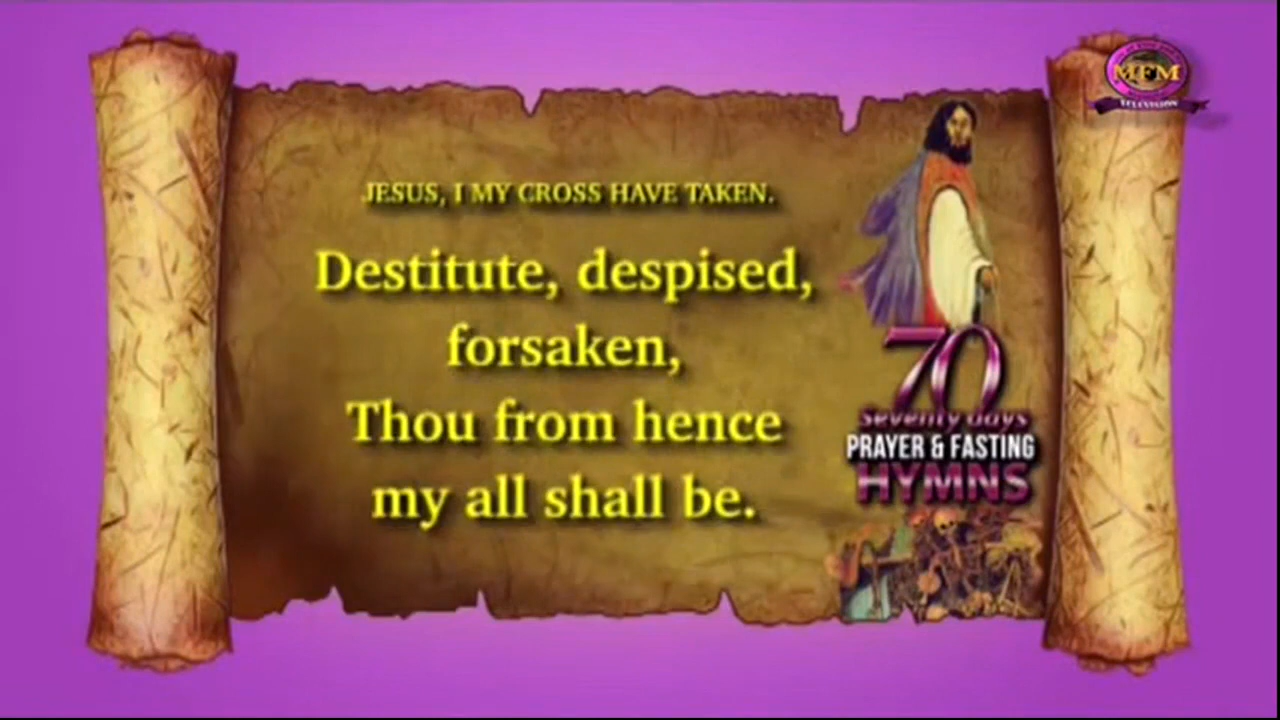 MFM
TELEVISION
JESUS, I MY CROSS HAVE TAKEN.
Destitute, despised,
forsaken,
Thou from hence
my all shall be.
70
Seventy days
PRAYER & FASTING
HYMNS